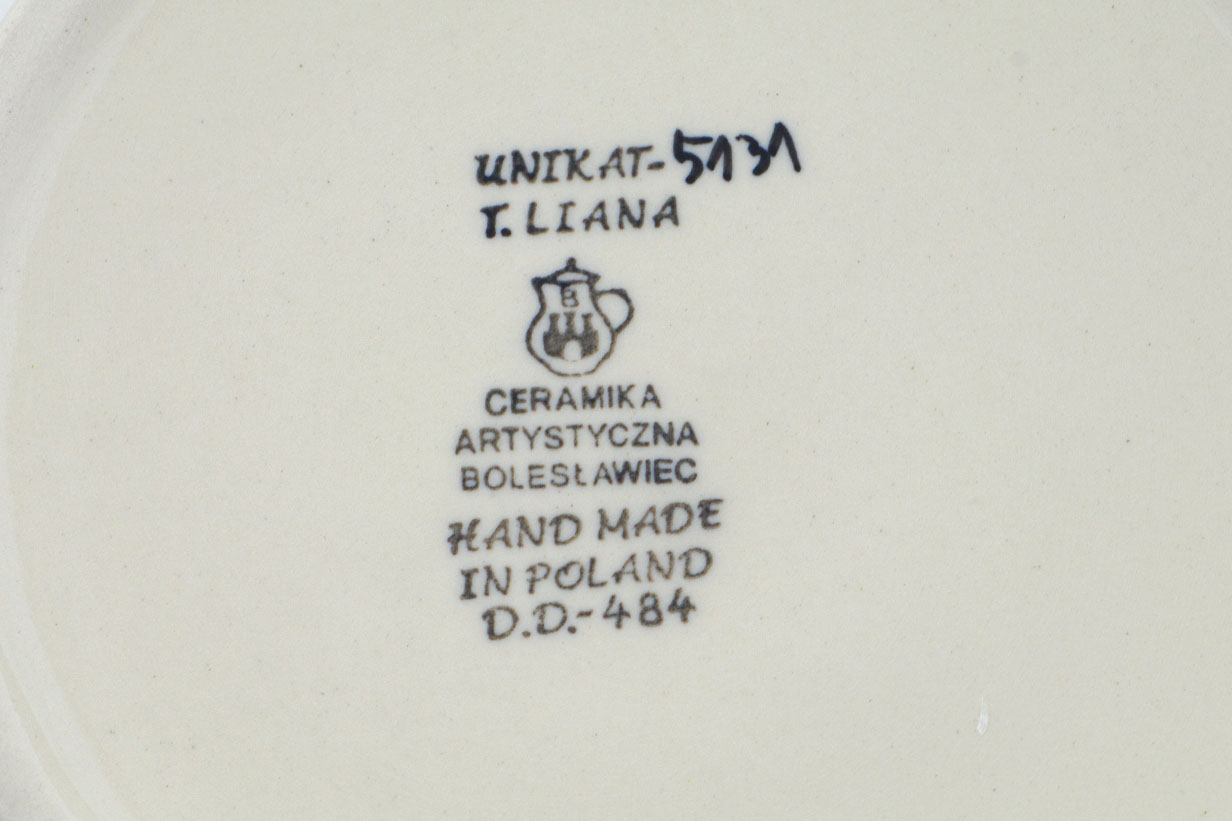 UNIKAT-5131
T. LIANA
B
CERAMIKA
ARTYSTYCZNA
BOLESŁAWIEC
HAND MADE
IN POLAND
D.D.-484